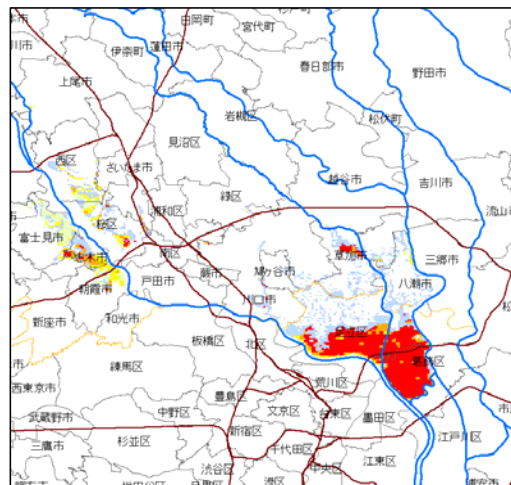 日岡町
宮代町
川市
伊奈町
蓮田市
春日部市
野田市
上尾市
岩槻区
松伏町
見沼区
西区
さいたま市
越谷市
吉川市
緑区
流山市
桜区
浦和区
富士見市
南区
草加市
三郷市
志木市
戸田市
蕨市
鳩ヶ谷市
八潮市
朝霞市
川口市
新座市
和光市
足立区
板橋区
北区
葛飾区
練馬区
荒川区
西東京市
豊島区
文京区
台東区
墨田区
武蔵野市
中野区
江戸川区
三鷹市
杉並区
新宿区
千代田区
渋谷区
中央区
江東区
港区
浦安市